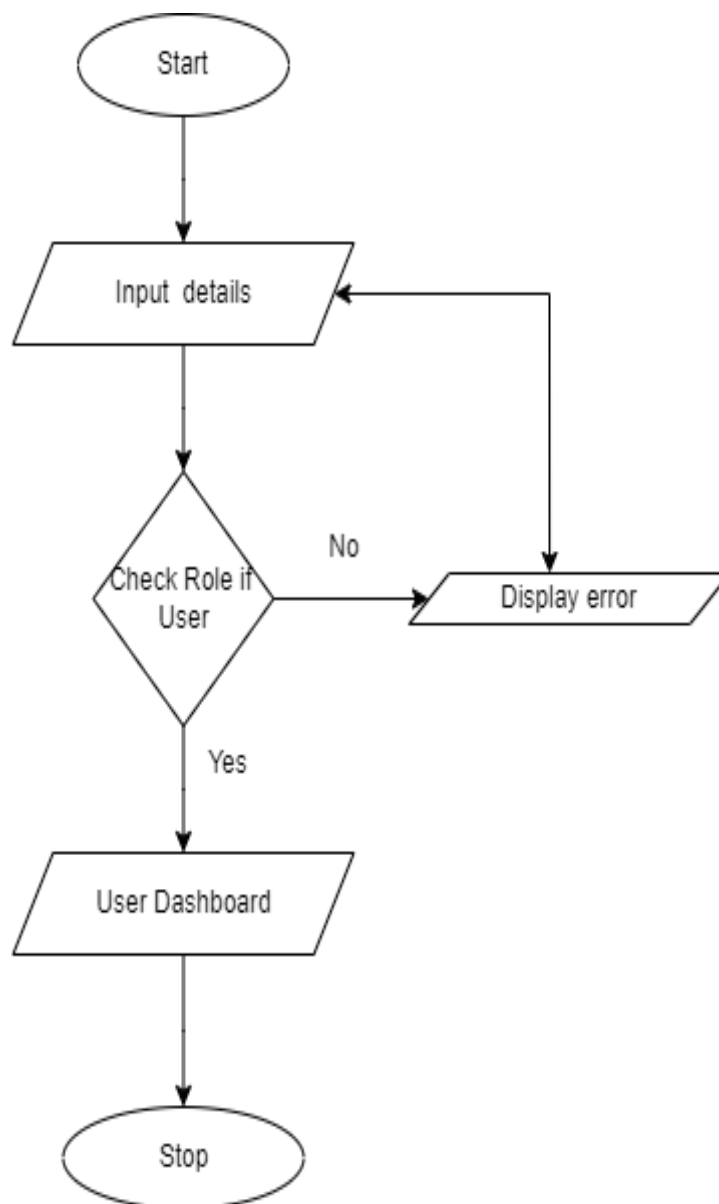 Start
Input details
No
Check Role if
User
Display error
Yes
User Dashboard
Stop